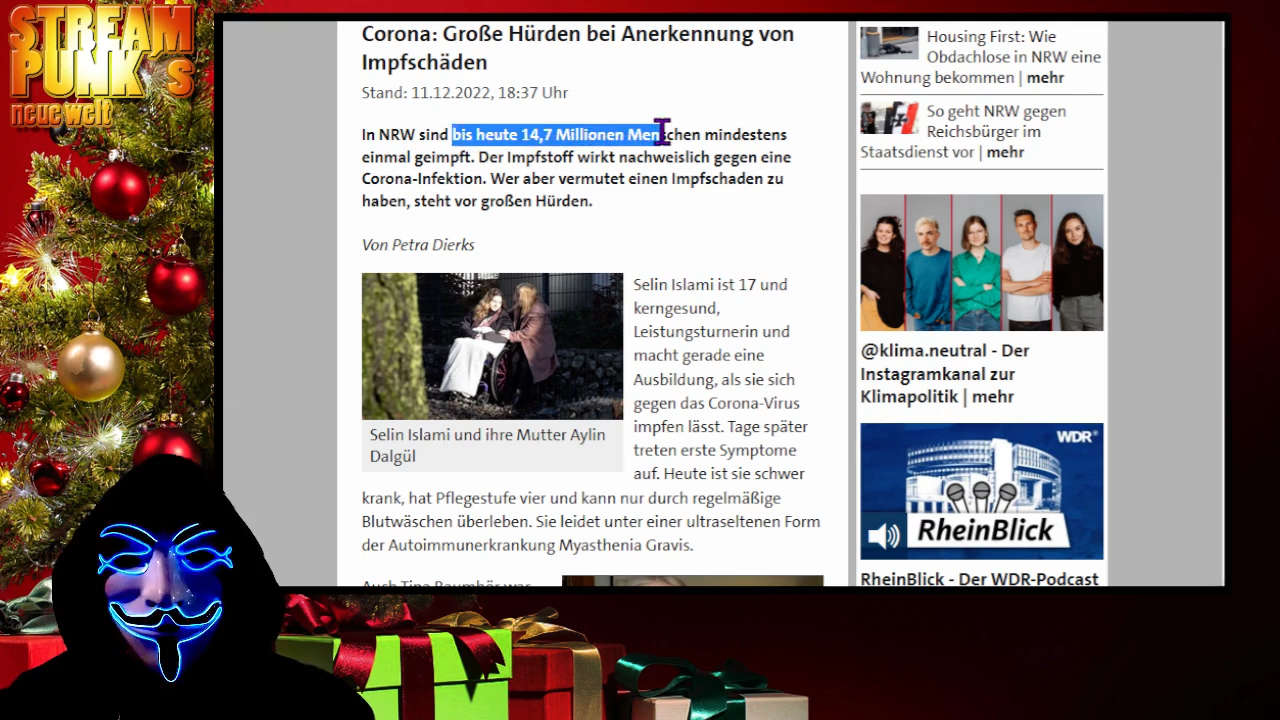 STREAM
PUNK´s
neue welt
Corona: Große Hürden bei Anerkennung von
Impfschäden
Stand: 11.12.2022, 18:37 Uhr
In NRW sind bis heute 14,7 Millionen Menschen mindestens
einmal geimpft. Der Impfstoff wirkt nachweislich gegen eine
Corona-Infektion. Wer aber vermutet einen Impfschaden zu
haben, steht vor großen Hürden.
Von Petra Dierks
Selin Islami und ihre Mutter Aylin
Dalgül
Selin Islami ist 17 und
kerngesund,
Leistungsturnerin und
macht gerade eine
Ausbildung, als sie sich
gegen das Corona-Virus
impfen lässt. Tage später
treten erste Symptome
auf. Heute ist sie schwer
krank, hat Pflegestufe vier und kann nur durch regelmäßige
Blutwäschen überleben. Sie leidet unter einer ultraseltenen Form
der Autoimmunerkrankung Myasthenia Gravis.
Auch Tina Baumhör war
Housing First: Wie
Obdachlose in NRW eine
Wohnung bekommen | mehr
So geht NRW gegen
Reichsbürger im
Staatsdienst vor | mehr
@klima.neutral - Der
Instagramkanal zur
Klimapolitik | mehr
WDR
RheinBlick
RheinBlick - Der WDR-Podcast